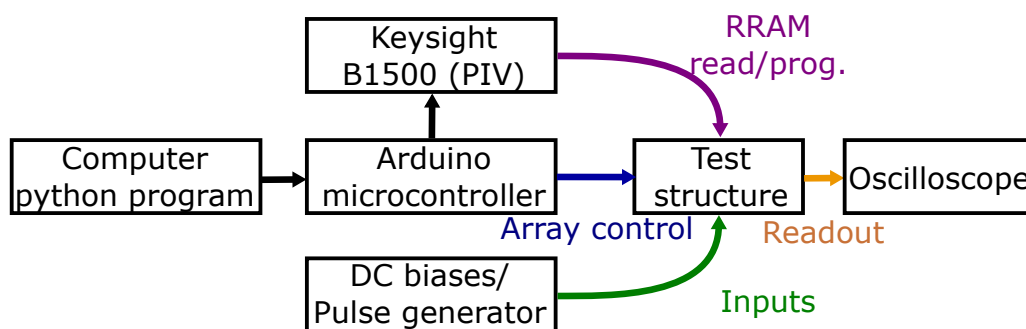 Keysight
B1500 (PIV)
RRAM
read/prog.
Computer
python program
Arduino
microcontroller
Test
structure
Oscilloscope
Array control
Readout
DC biases/
Pulse generator
Inputs